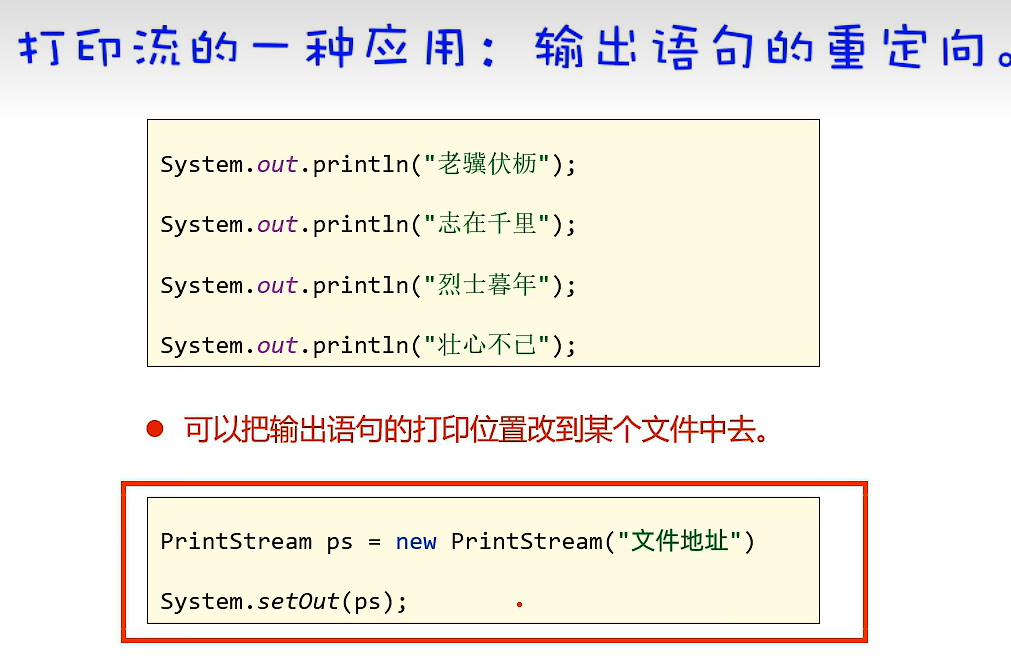 打印流的一种应用：输出语句的重定向。
System.out.println("老骥伏枥");
System.out.println("志在千里");
System.out.println("烈士暮年");
System.out.println("壮心不已");
可以把输出语句的打印位置改到某个文件中去。
PrintStream ps = new PrintStream("文件地址")
System.setOut(ps);